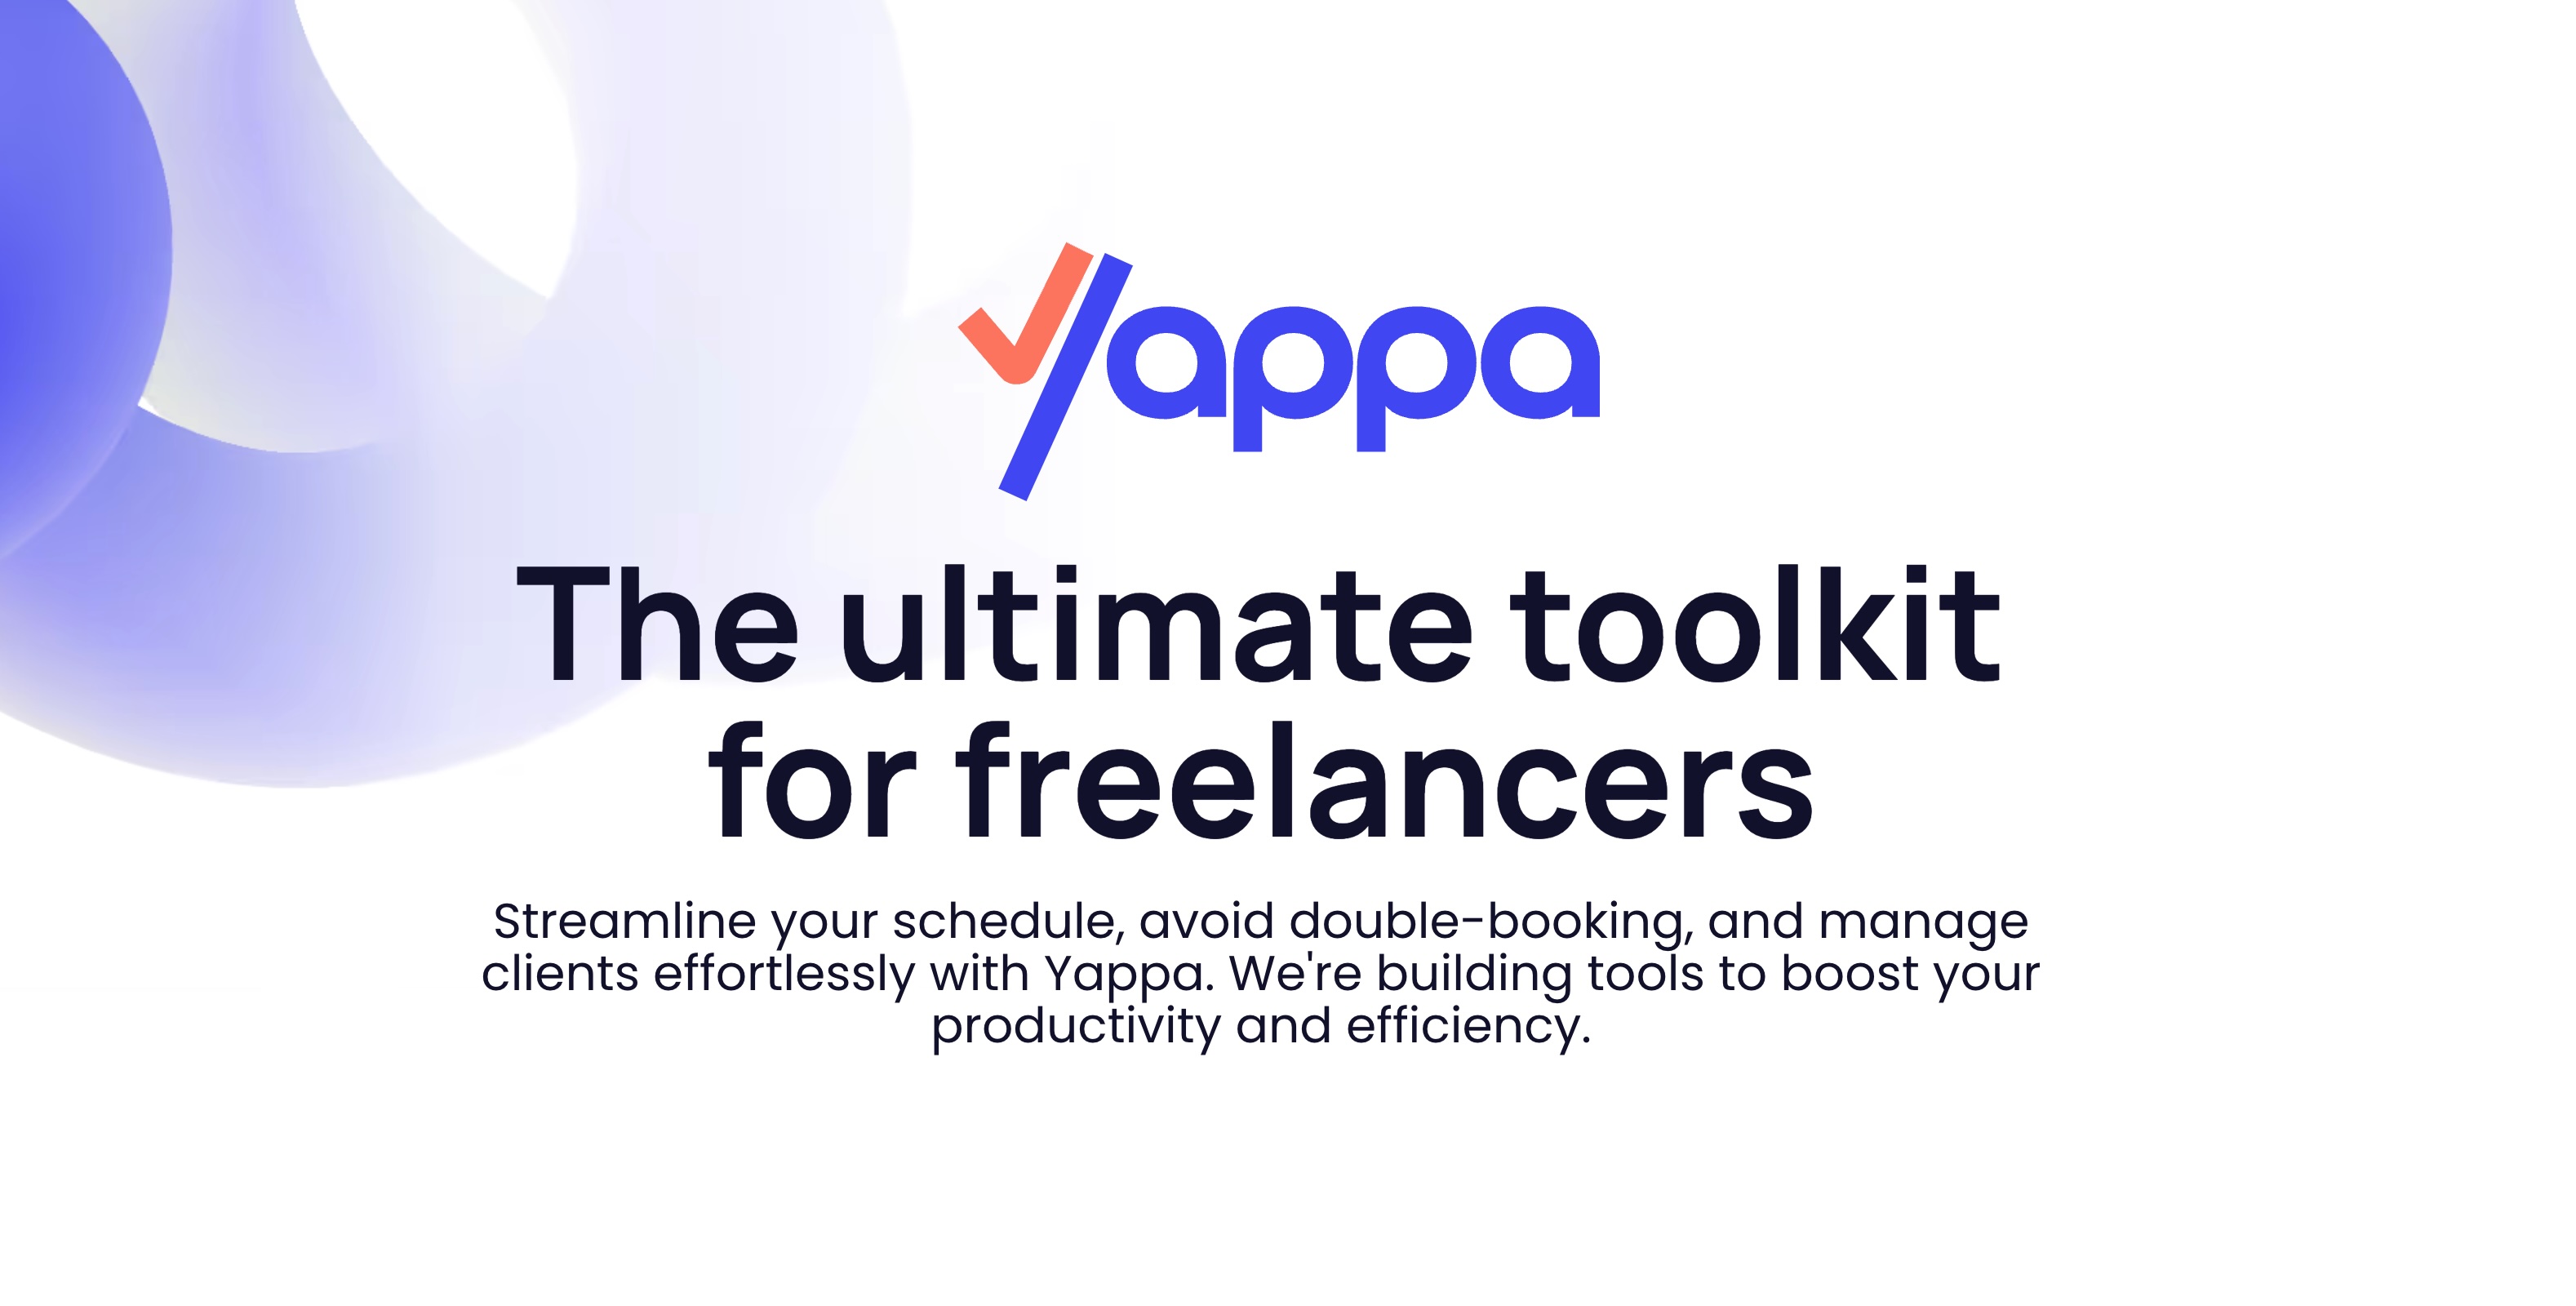 Yappa
The ultimate toolkit
for freelancers
Streamline your schedule, avoid double-booking, and manage
clients effortlessly with Yappa. We're building tools to boost your
productivity and efficiency.